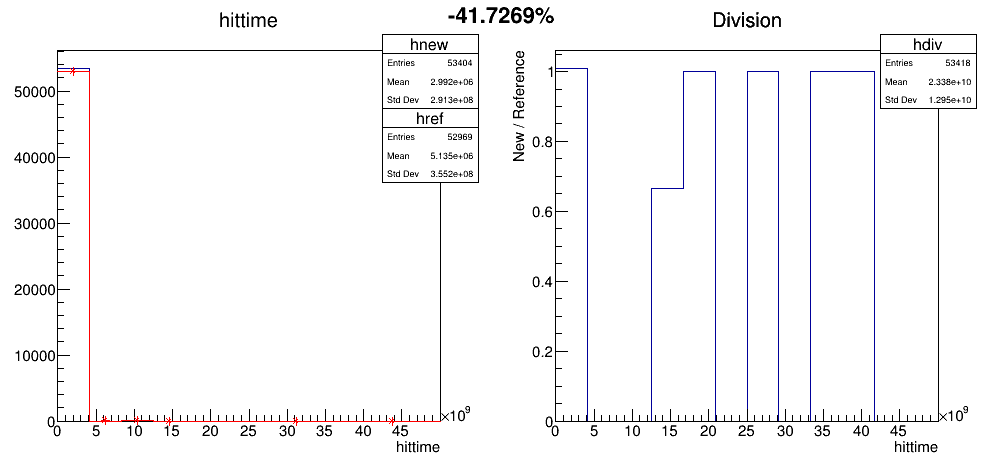 -41.7269%
hittime
hnew
Entries 53404
Mean 2.992e+06
Std Dev 2.913e+08
href
Entries 52969
Mean 5.135e+06
Std Dev 3.552e+08
50000
40000
30000
20000
10000
0
0 5 10 15 20 25 30 35 40 45
×10⁹
hittime
Division
hdiv
Entries 53418
Mean 2.338e+10
Std Dev 1.295e+10
New / Reference
1
0.8
0.6
0.4
0.2
0
0 5 10 15 20 25 30 35 40 45
×10⁹
hittime